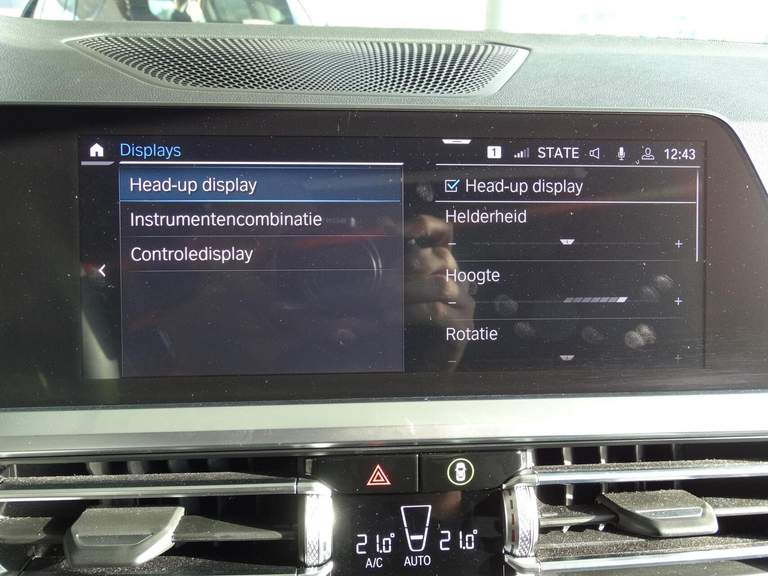 Displays
1 STATE 12:43
Head-up display
Instrumentencombinatie
Controledisplay
Head-up display
Helderheid
- +
Hoogte
- +
Rotatie
- +
21.0° 21.0°
A/C AUTO